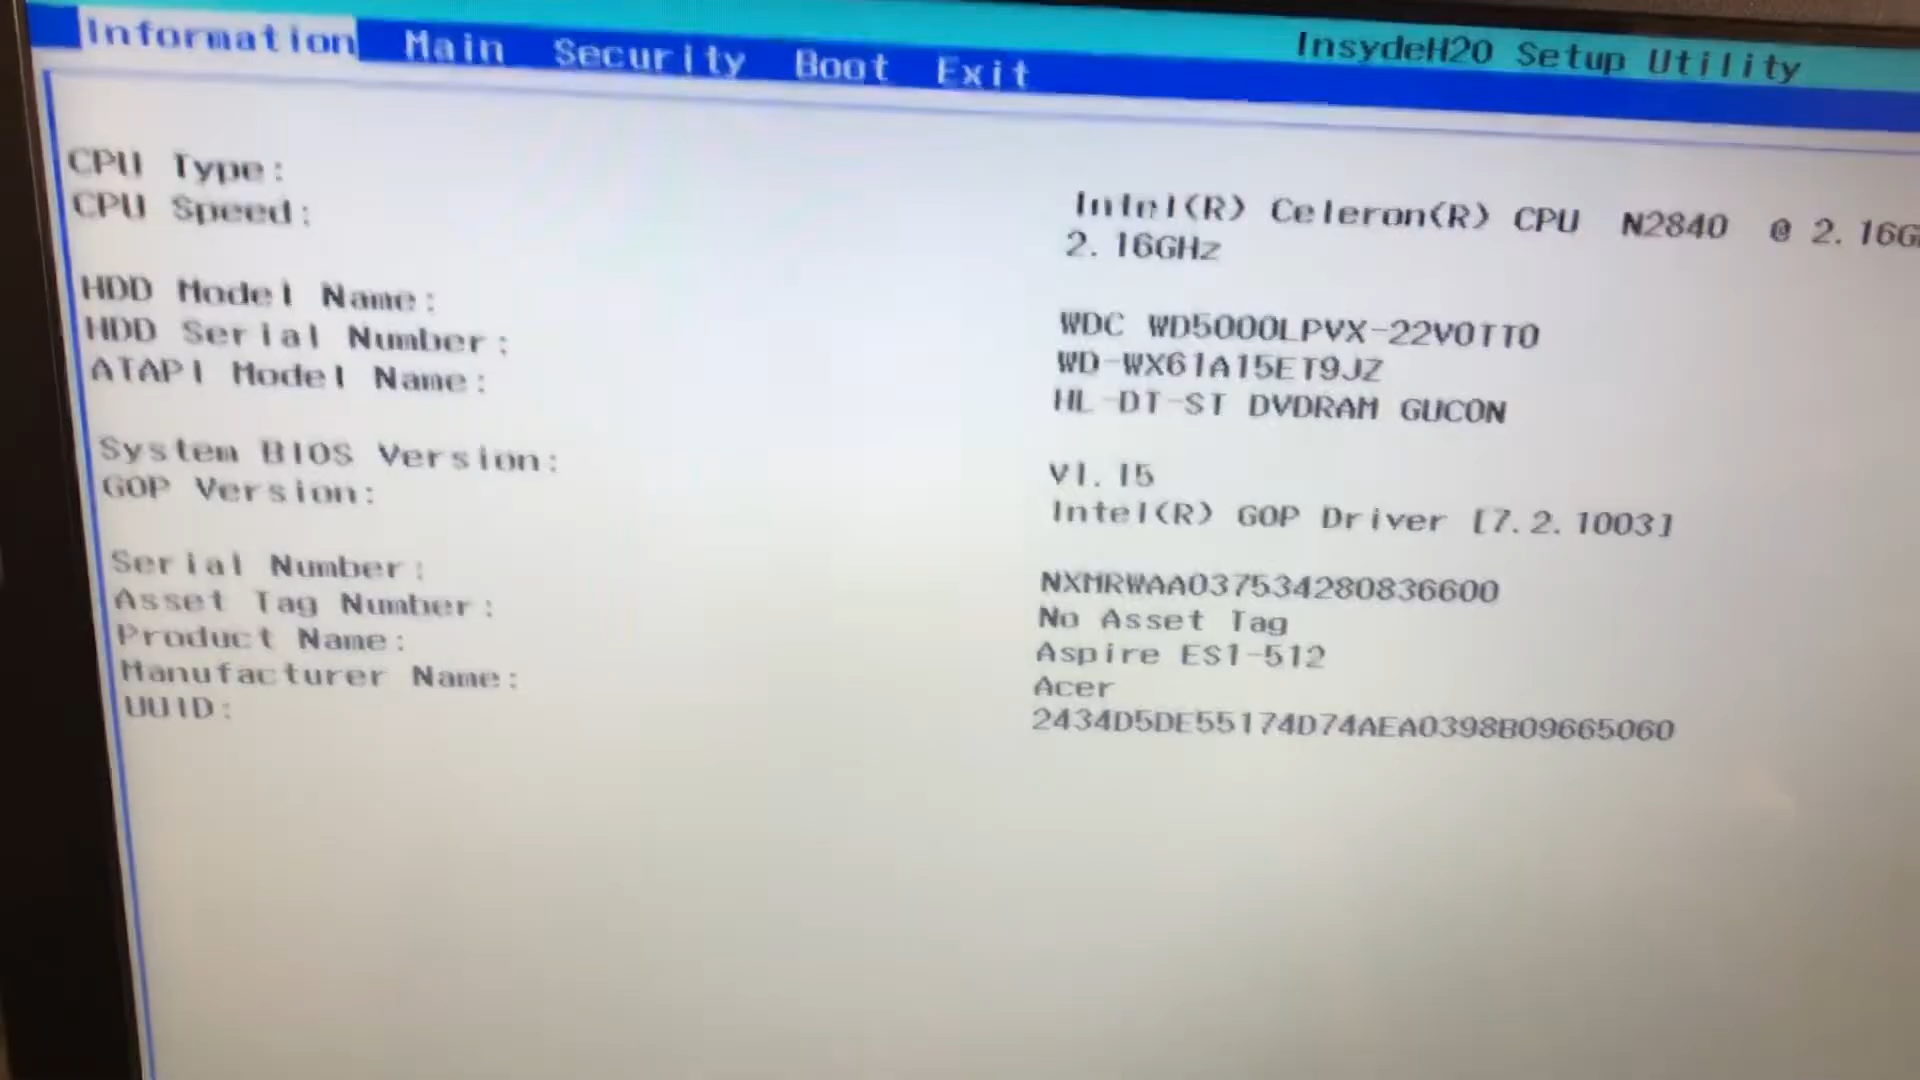 InsydeH20 Setup Utility
Information Main Security Boot Exit
CPU Type: Intel(R) Celeron(R) CPU N2840 @ 2.16G
CPU Speed: 2.16GHz
HDD Model Name: WDC WD5000LPVX-22V0TT0
HDD Serial Number: WD-WX61A15ET9JZ
ATAPI Model Name: HL-DT-ST DVDRAM GUC0N
System BIOS Version: V1.15
GOP Version: Intel(R) GOP Driver [7.2.1003]
Serial Number: NXMRWAA037534280836600
Asset Tag Number: No Asset Tag
Product Name: Aspire ES1-512
Manufacturer Name: Acer
UUID: 2434D5DE55174D74AEA0398B09665060